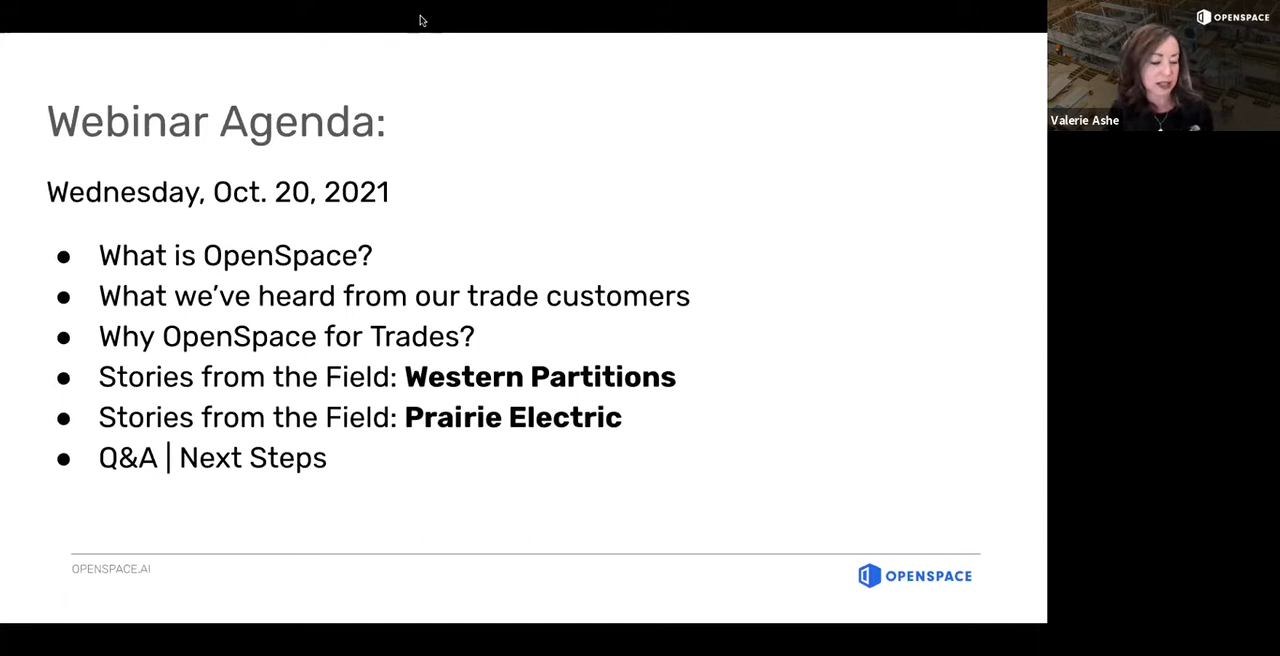 Webinar Agenda:
Wednesday, Oct. 20, 2021
● What is OpenSpace?
● What we’ve heard from our trade customers
● Why OpenSpace for Trades?
● Stories from the Field: Western Partitions
● Stories from the Field: Prairie Electric
● Q&A | Next Steps
OPENSPACE.AI
OPENSPACE
OPENSPACE
Valerie Ashe